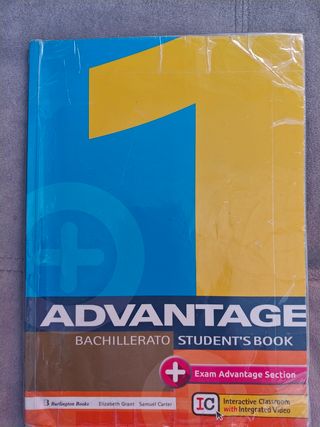 1
ADVANTAGE
BACHILLERATO STUDENT'S BOOK
+ Exam Advantage Section
B Burlington Books Elizabeth Grant Samuel Carter IC Interactive Classroom
with Integrated Video